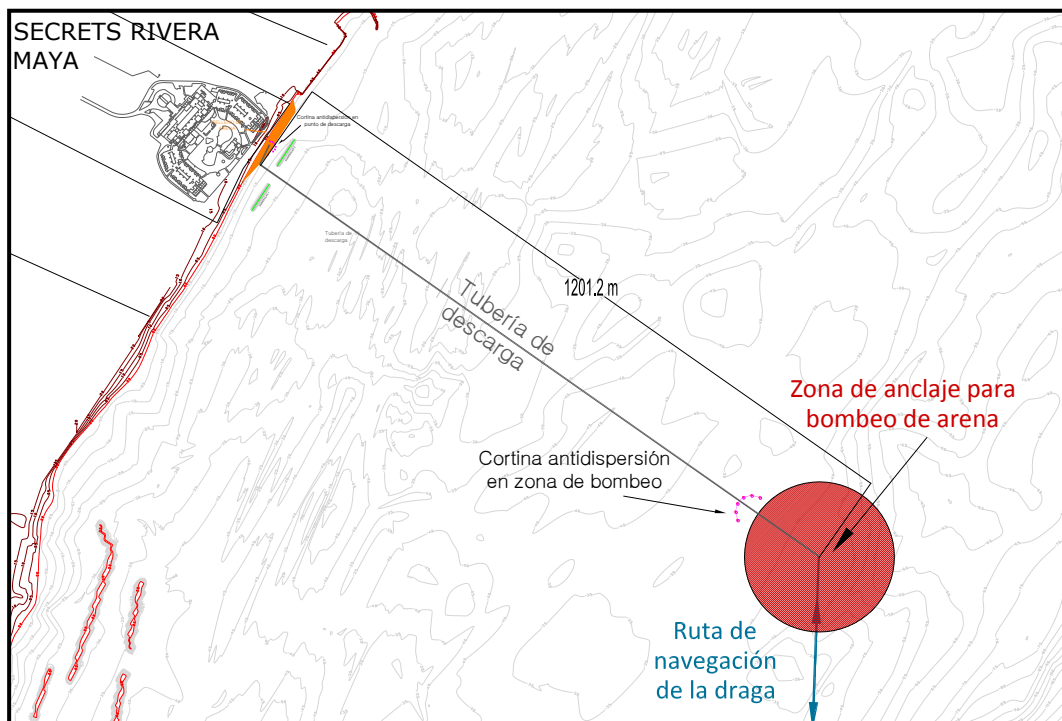 SECRETS RIVERA
MAYA
Cortina antidispersión en
punto de descarga
Tubería de
descarga
1201.2 m
Tubería de
descarga
Zona de anclaje para
bombeo de arena
Cortina antidispersión
en zona de bombeo
Ruta de
navegación
de la draga